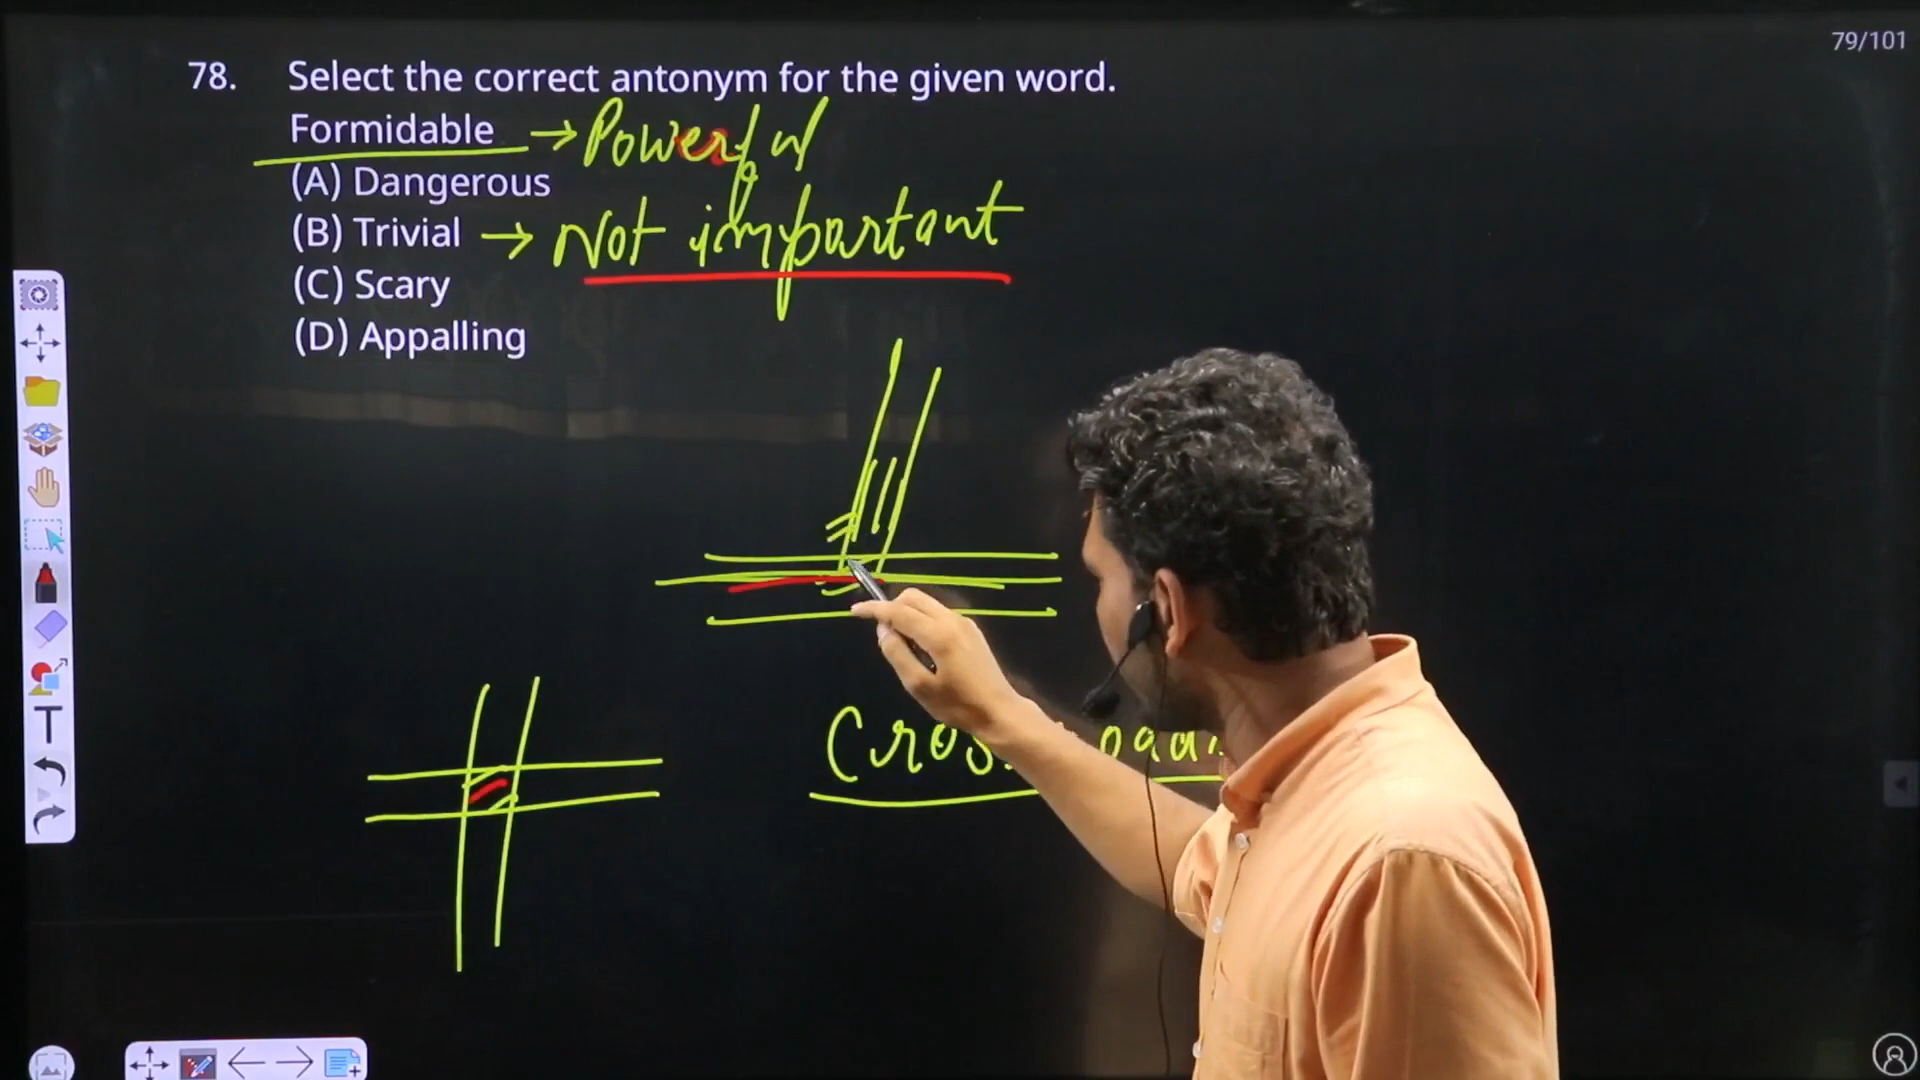 79/101
78. Select the correct antonym for the given word.
Formidable → Powerful
(A) Dangerous
(B) Trivial → Not important
(C) Scary
(D) Appalling
T